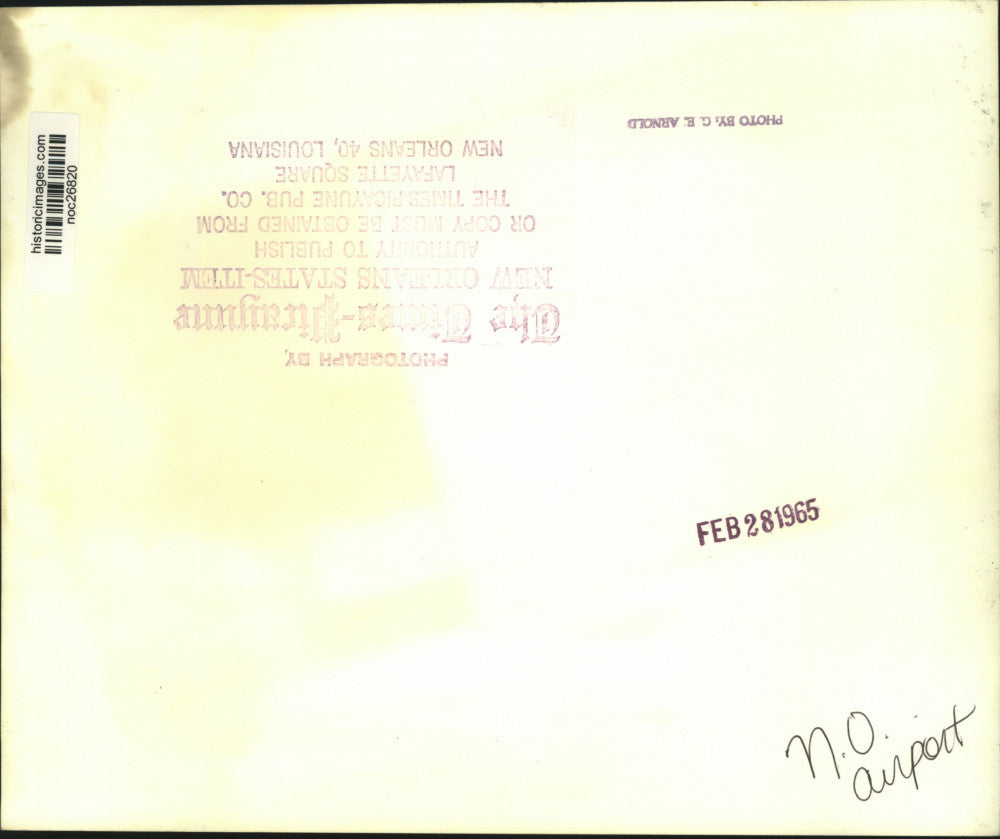 historicimages.com
noc26820
PHOTO BY: G. E. ARNOLD
PHOTOGRAPH BY
The Times-Picayune
NEW ORLEANS STATES-ITEM
AUTHORITY TO PUBLISH
OR COPY MUST BE OBTAINED FROM
THE TIMES PICAYUNE PUB. CO.
LAFAYETTE SQUARE
NEW ORLEANS 40, LOUISIANA
FEB 28 1965
N.O.
airport